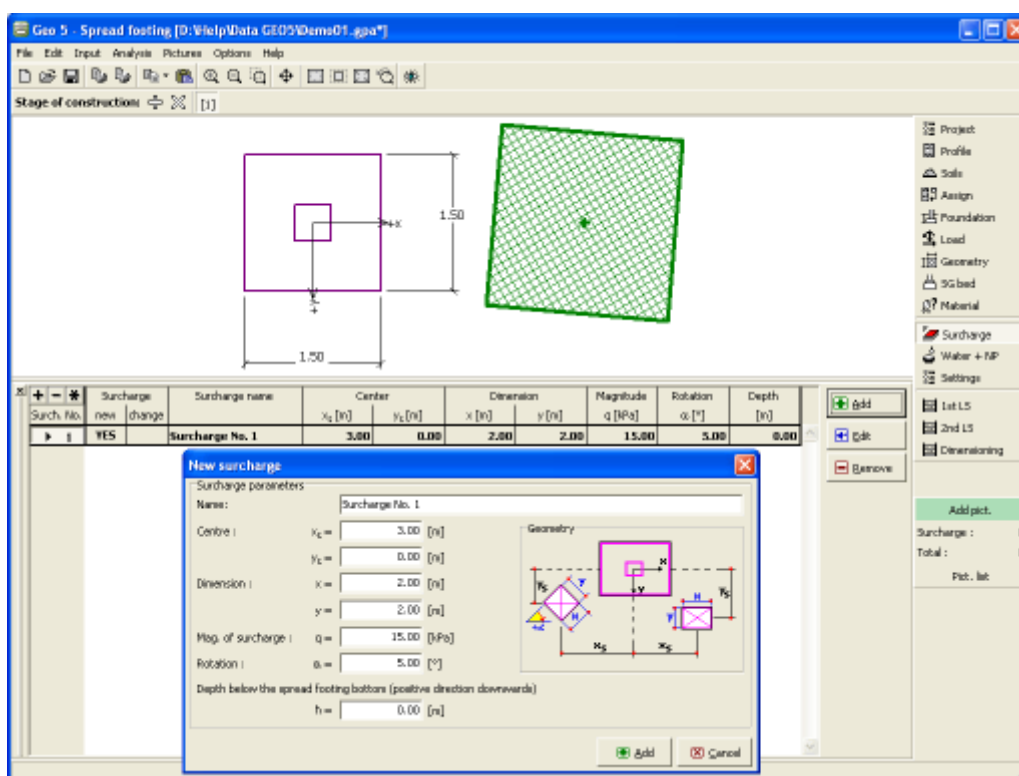 Geo 5 - Spread footing [D:\Help\Data GEO5\Demo01.gpa*]
File Edit Input Analysis Pictures Options Help
Stage of construction: [1]
+x
1.50
+y
1.50
Project
Profile
Soils
Assign
Foundation
Load
Geometry
SG bed
Material
Surcharge
Water + NP
Settings
1st LS
2nd LS
Dimensioning
Add pict.
Surcharge :
Total :
Pict. list
Surcharge Surcharge name Center Dimension Magnitude Rotation Depth
Surch. No. new change x [m] y [m] x [m] y [m] q [kPa] α [°] [m]
1 YES Surcharge No. 1 3.00 0.00 2.00 2.00 15.00 5.00 0.00
Add
Edit
Remove
New surcharge
Surcharge parameters
Name : Surcharge No. 1
Centre : x = 3.00 [m]
y = 0.00 [m]
Dimension : x = 2.00 [m]
y = 2.00 [m]
Mag. of surcharge : q = 15.00 [kPa]
Rotation : α = 5.00 [°]
Depth below the spread footing bottom (positive direction downwards)
h = 0.00 [m]
Geometry
x
y
Ys
Y
H
+α
H
Y
Ys
xs xs
Add Cancel